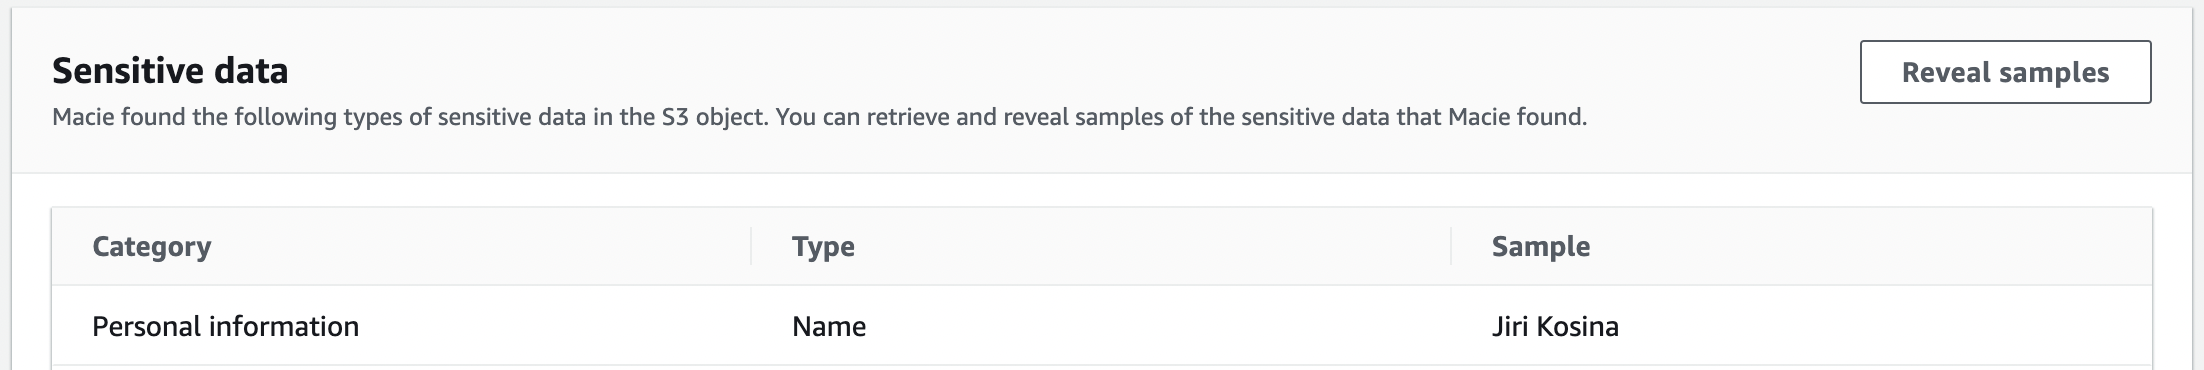 Sensitive data
Reveal samples
Macie found the following types of sensitive data in the S3 object. You can retrieve and reveal samples of the sensitive data that Macie found.
Category Type Sample
Personal information Name Jiri Kosina